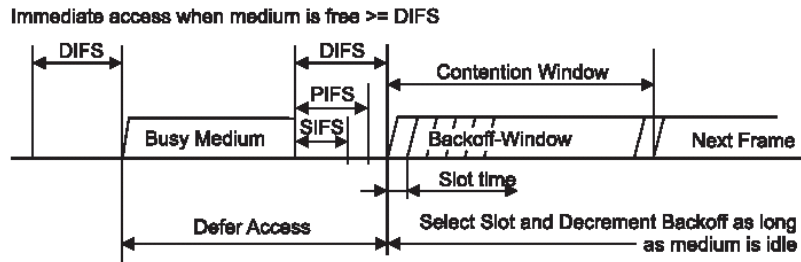 Immediate access when medium is free >= DIFS
DIFS
DIFS
Contention Window
PIFS
SIFS
Busy Medium
Backoff-Window
Next Frame
Slot time
Defer Access
Select Slot and Decrement Backoff as long
as medium is idle